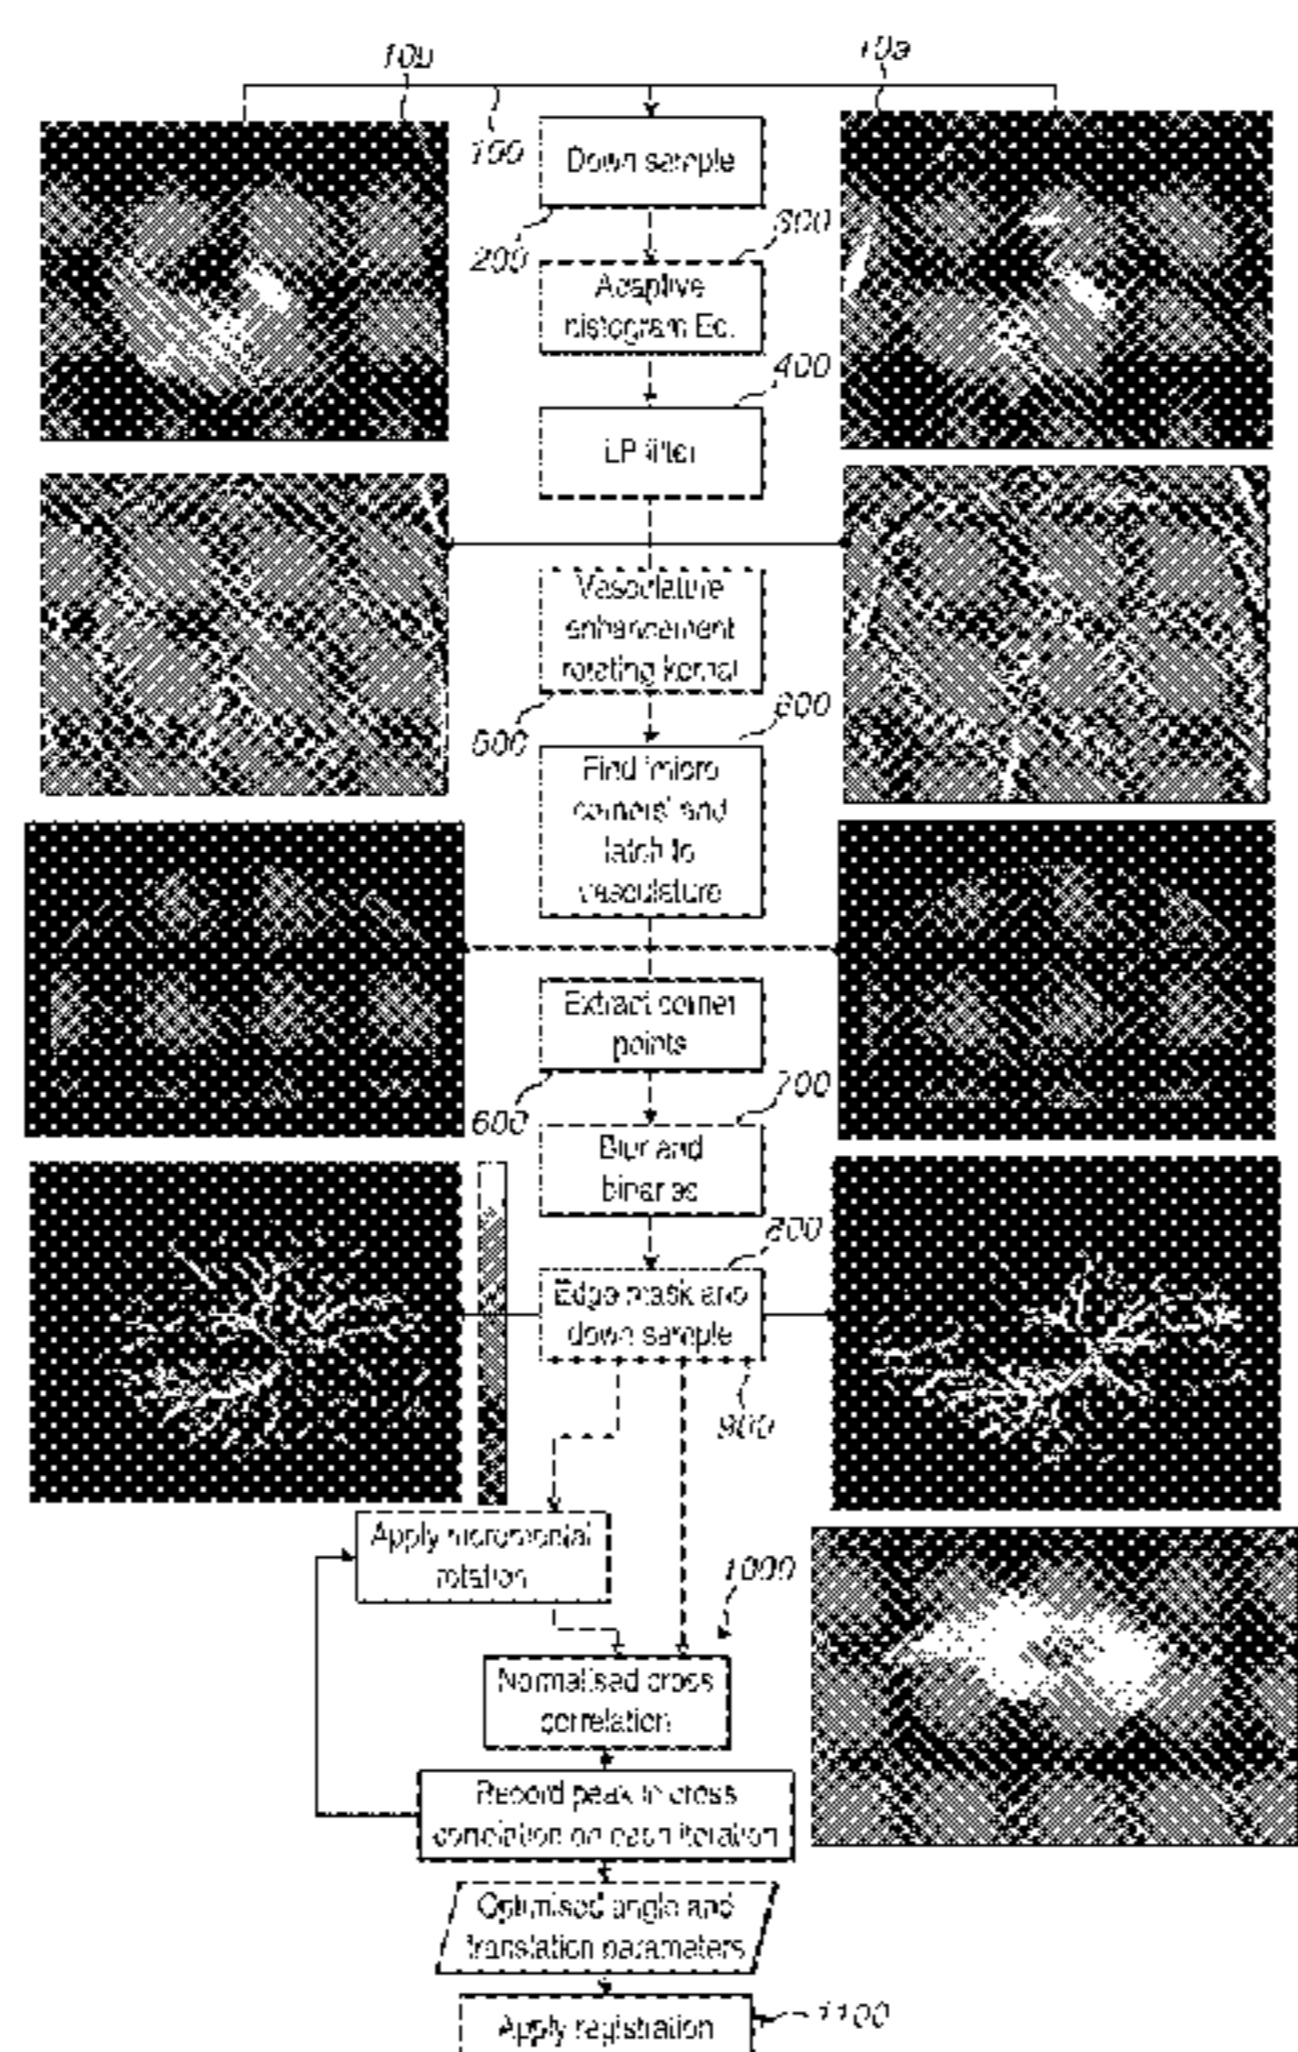 10b
10a
100
Down sample
200
300
Adaptive
histogram Eq.
400
LP filter
Vasculature
enhancement
rotating kernal
500
600
Find 'micro
corners' and
latch to
vasculature
Extract corner
points
600
700
Blur and
binaries
800
Edge mask and
down sample
900
Apply incremental
rotation
1000
Normalised cross
correlation
Record peak in cross
correlation on each iteration
Optimised angle and
translation parameters
Apply registration
1100